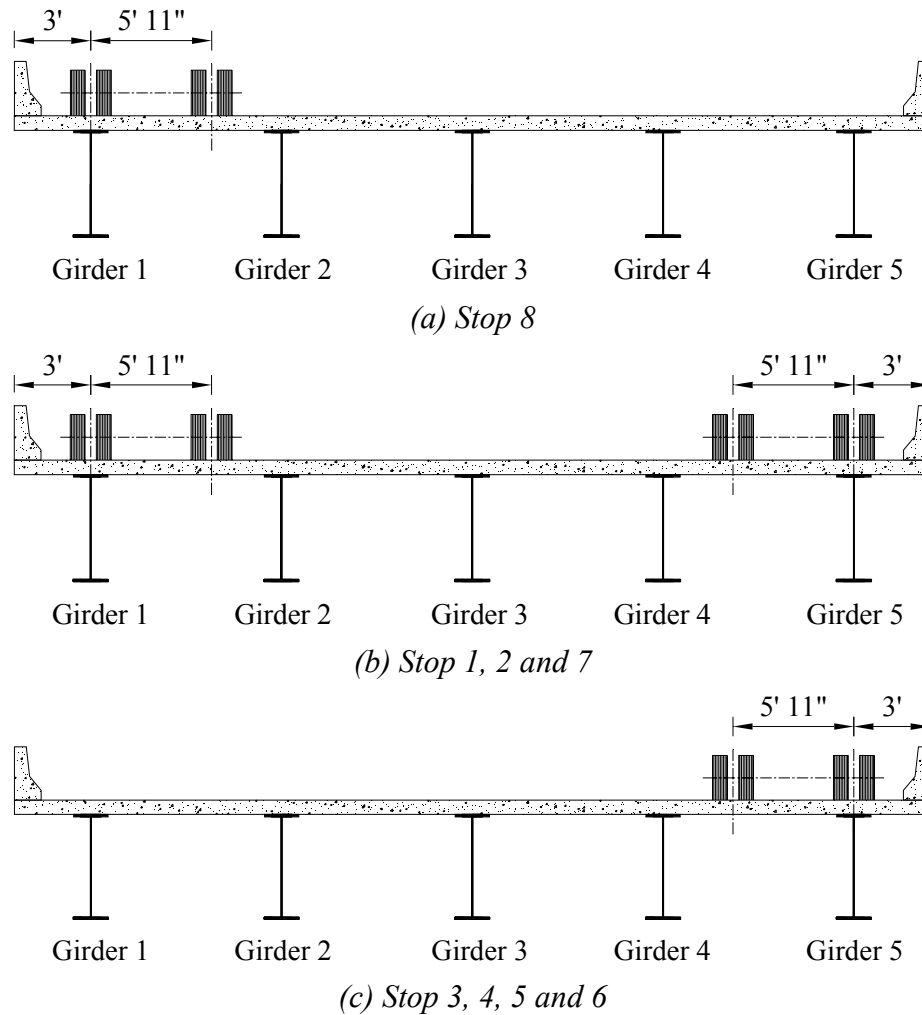 3' 5' 11"
Girder 1 Girder 2 Girder 3 Girder 4 Girder 5
(a) Stop 8
3' 5' 11" 5' 11" 3'
Girder 1 Girder 2 Girder 3 Girder 4 Girder 5
(b) Stop 1, 2 and 7
5' 11" 3'
Girder 1 Girder 2 Girder 3 Girder 4 Girder 5
(c) Stop 3, 4, 5 and 6